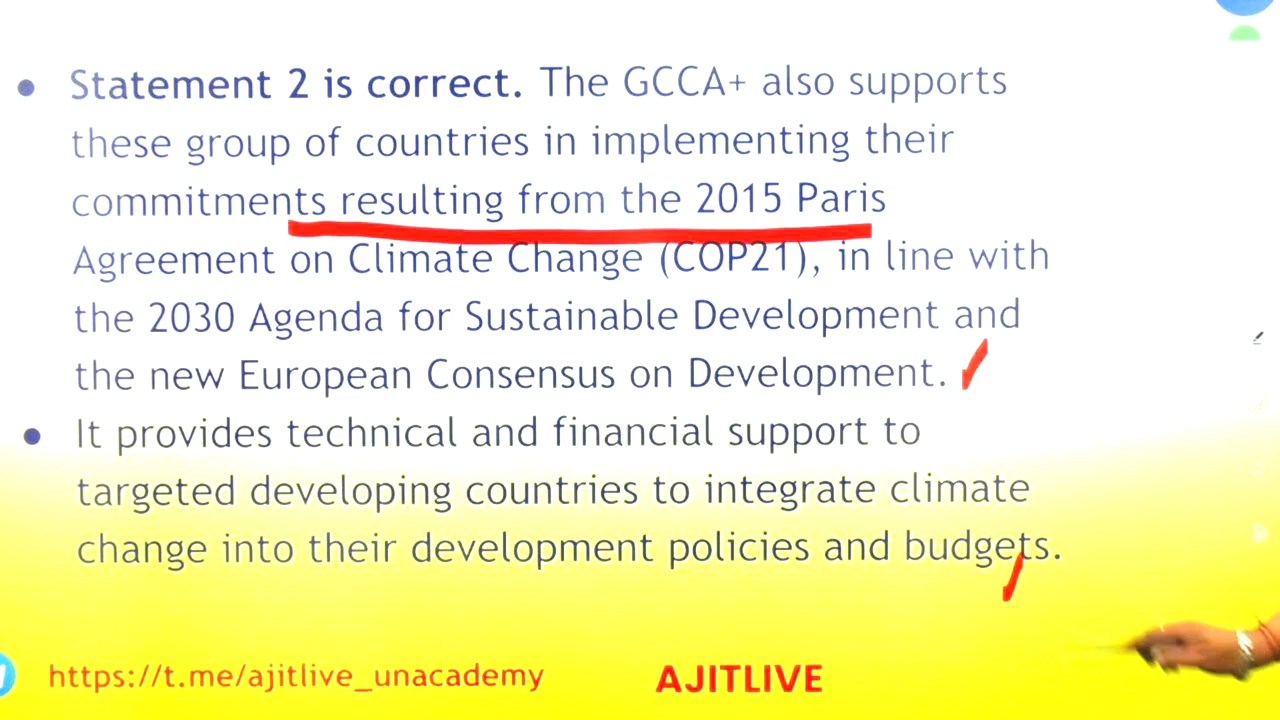 • Statement 2 is correct. The GCCA+ also supports
these group of countries in implementing their
commitments resulting from the 2015 Paris
Agreement on Climate Change (COP21), in line with
the 2030 Agenda for Sustainable Development and
the new European Consensus on Development.
• It provides technical and financial support to
targeted developing countries to integrate climate
change into their development policies and budgets.
https://t.me/ajitlive_unacademy AJITLIVE